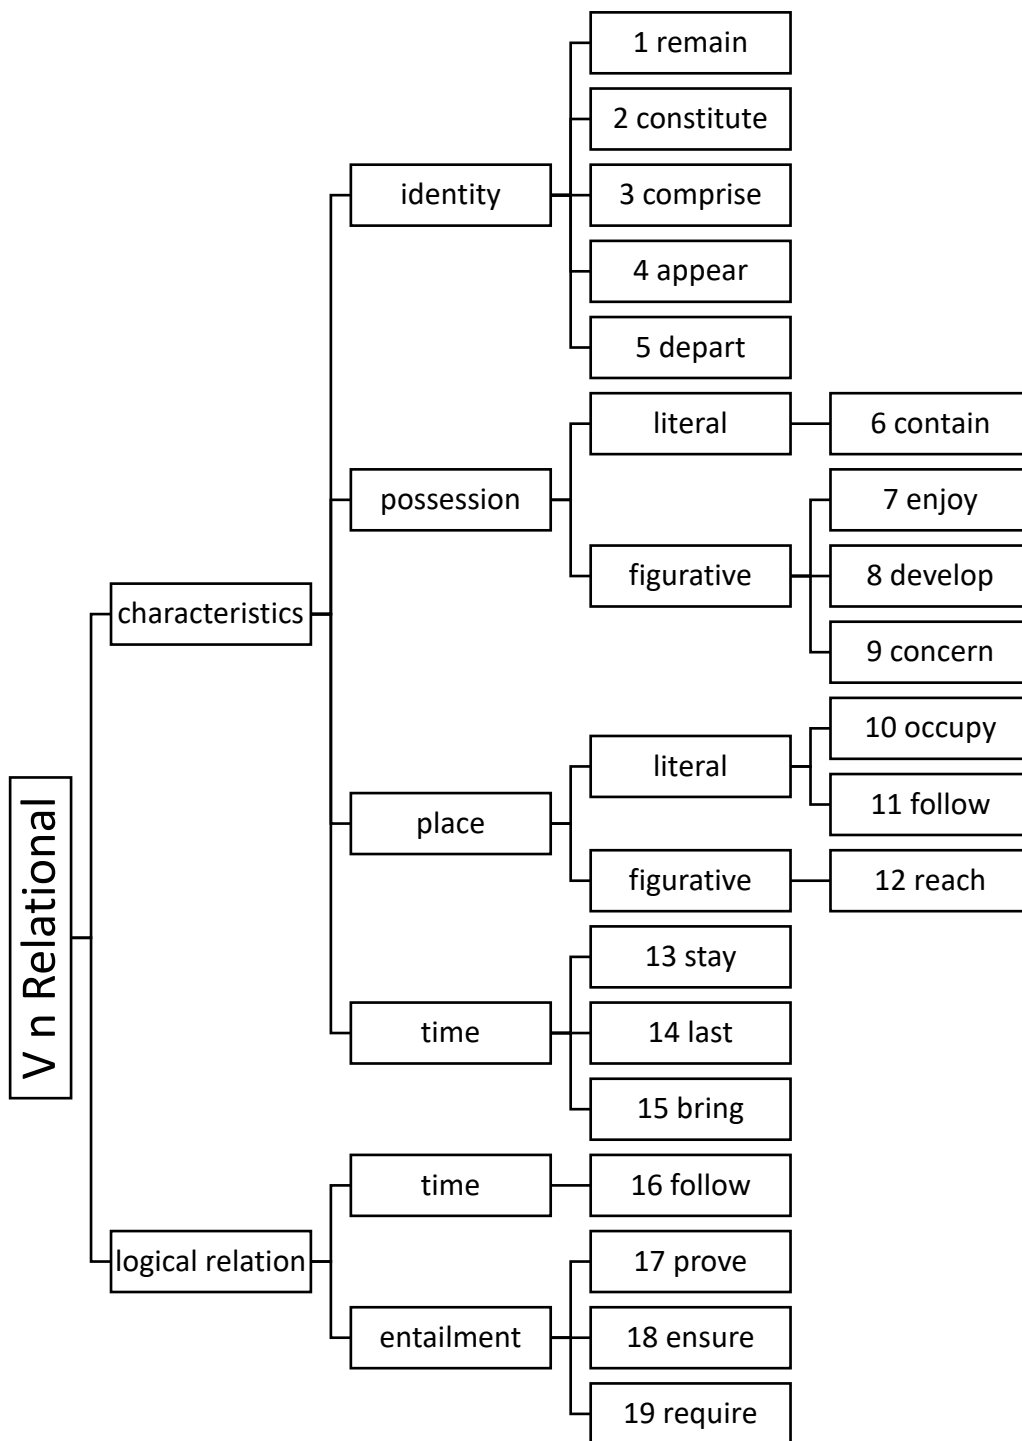 V n Relational
characteristics
identity
1 remain
2 constitute
3 comprise
4 appear
5 depart
possession
literal
6 contain
figurative
7 enjoy
8 develop
9 concern
place
literal
10 occupy
11 follow
figurative
12 reach
time
13 stay
14 last
15 bring
logical relation
time
16 follow
entailment
17 prove
18 ensure
19 require